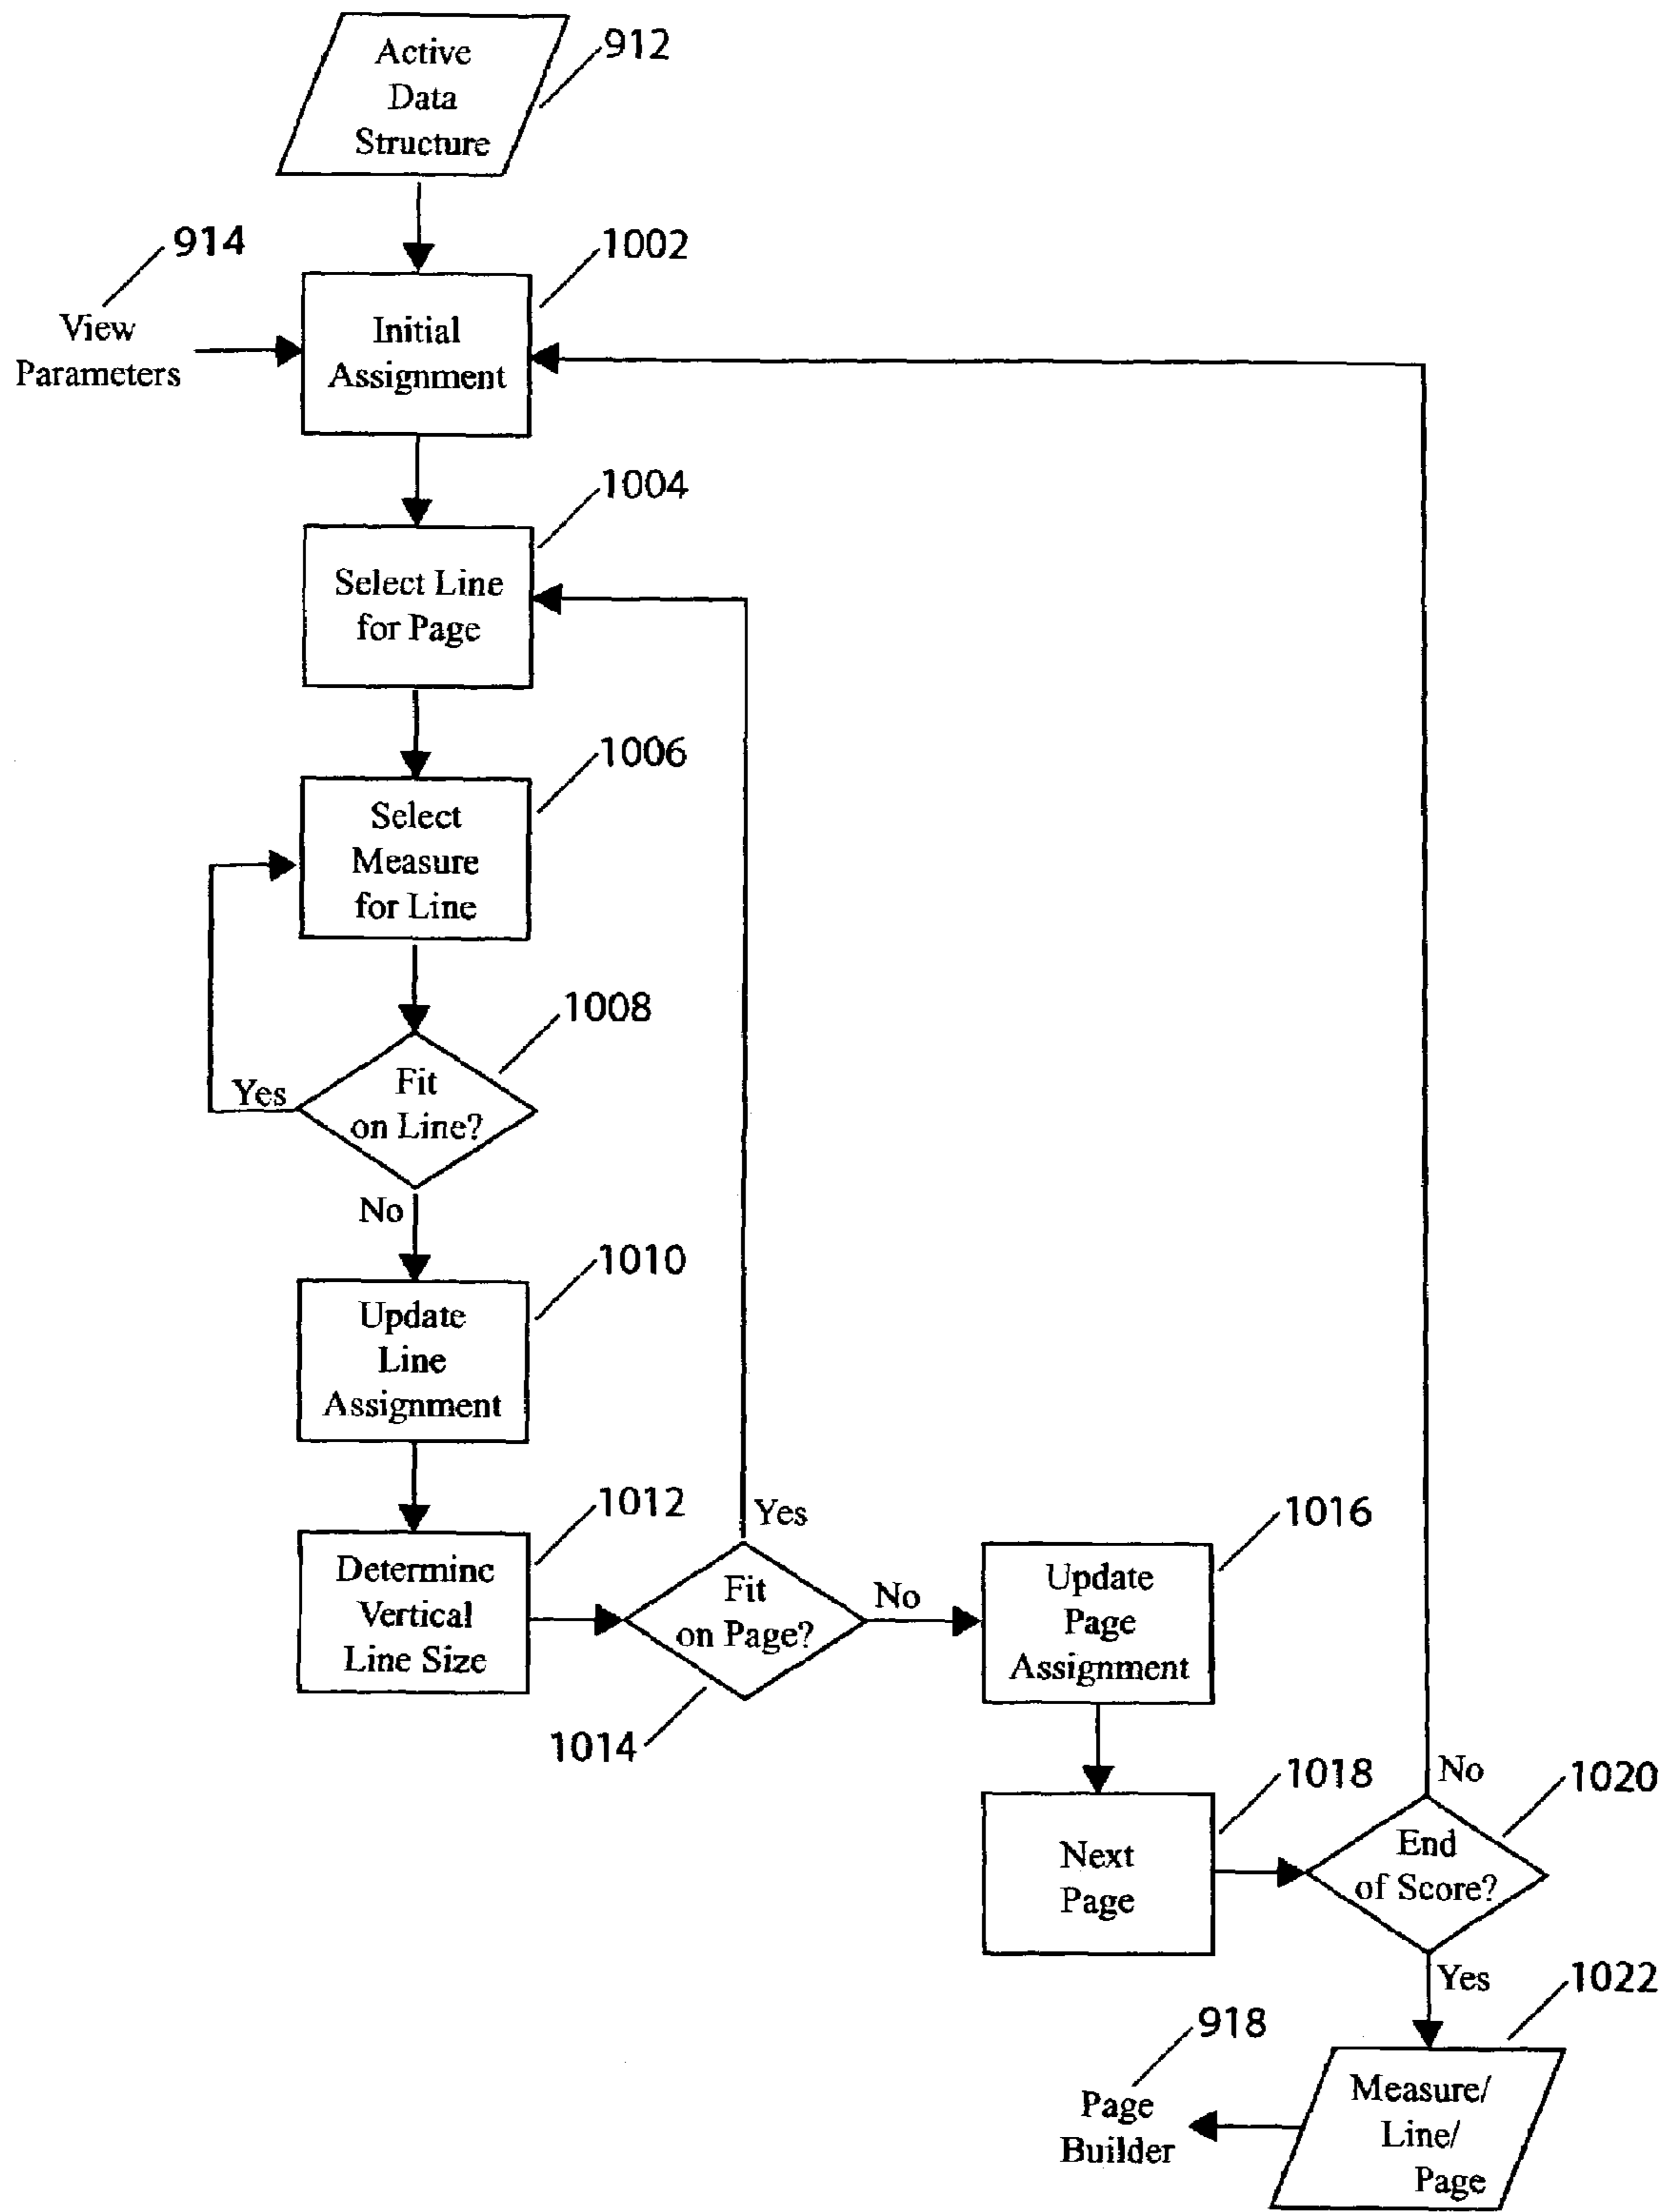 Active
Data
Structure
912
914
View
Parameters
1002
Initial
Assignment
1004
Select Line
for Page
1006
Select
Measure
for Line
1008
Fit
on Line?
Yes
No
1010
Update
Line
Assignment
1012
Determine
Vertical
Line Size
Yes
Fit
on Page?
1014
No
1016
Update
Page
Assignment
1018
Next
Page
No
1020
End
of Score?
Yes
1022
Measure/
Line/
Page
918
Page
Builder